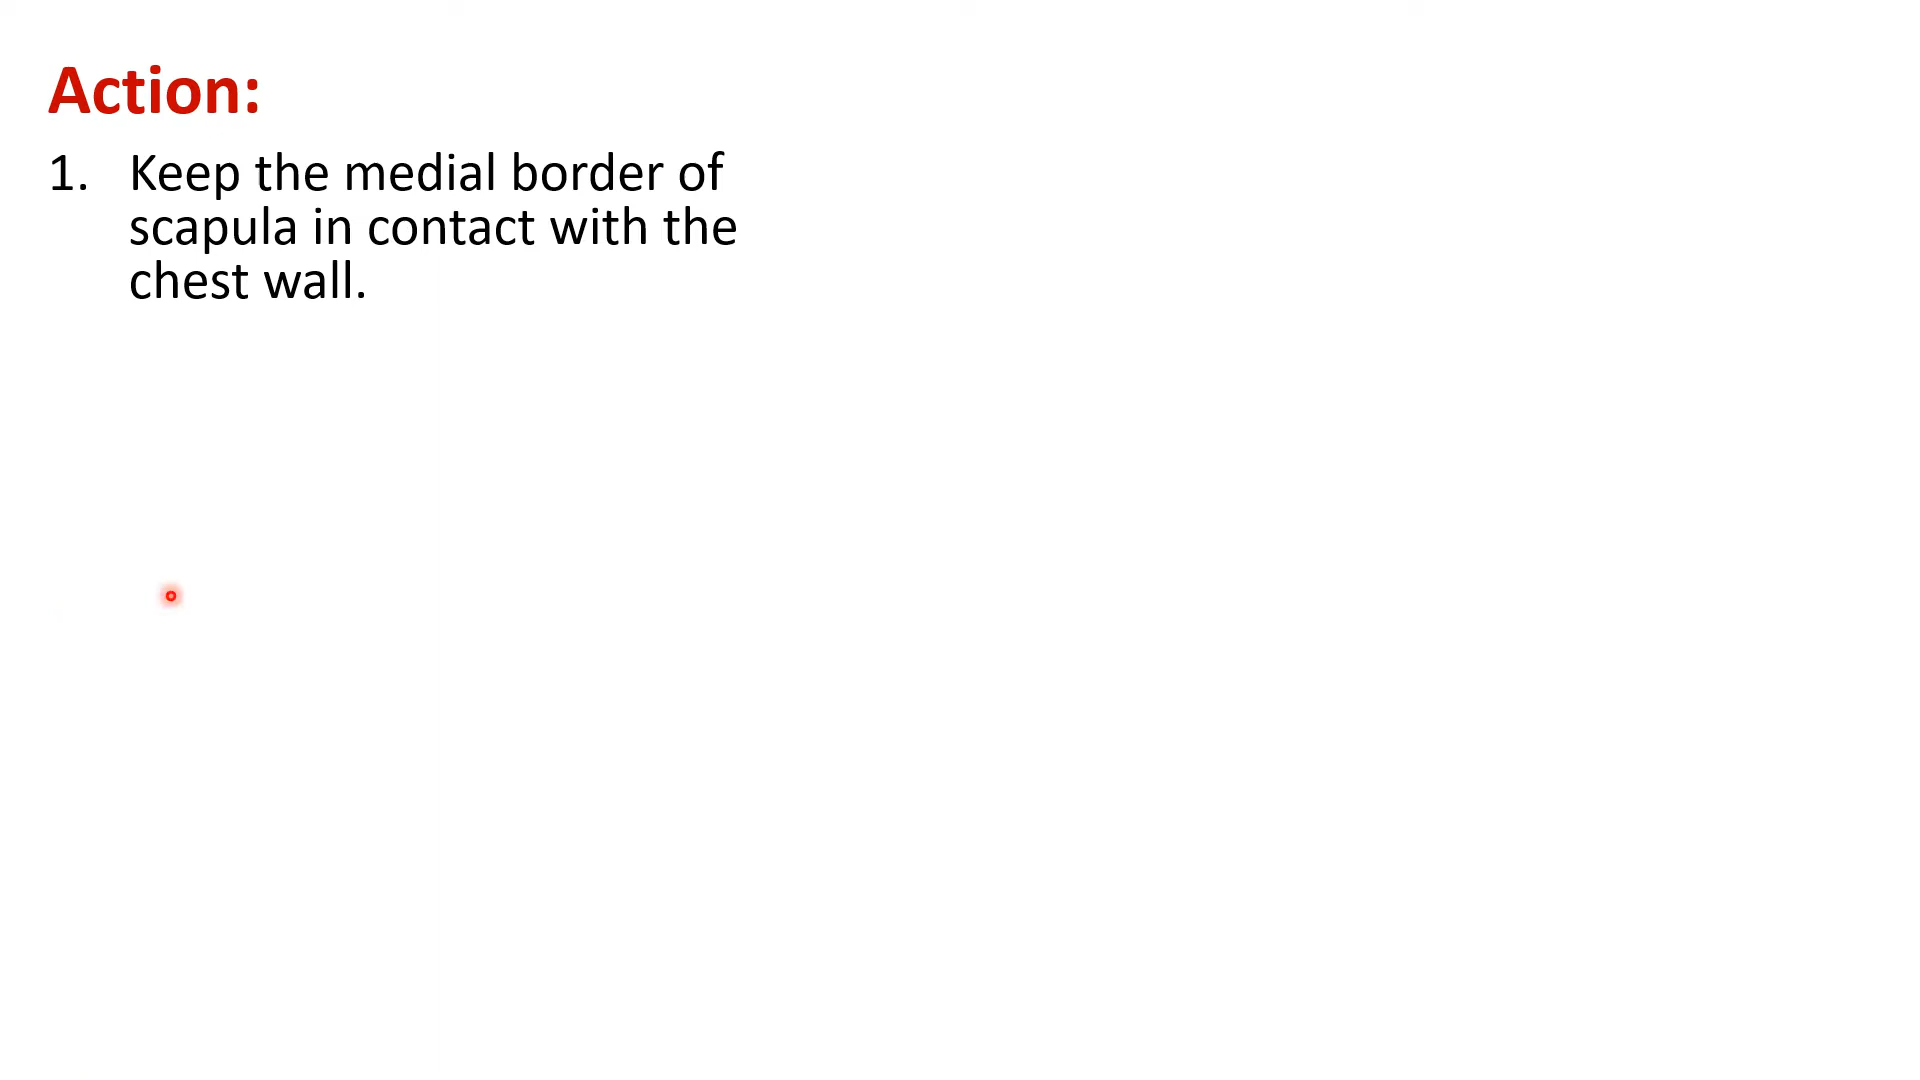 Action:
1. Keep the medial border of
scapula in contact with the
chest wall.